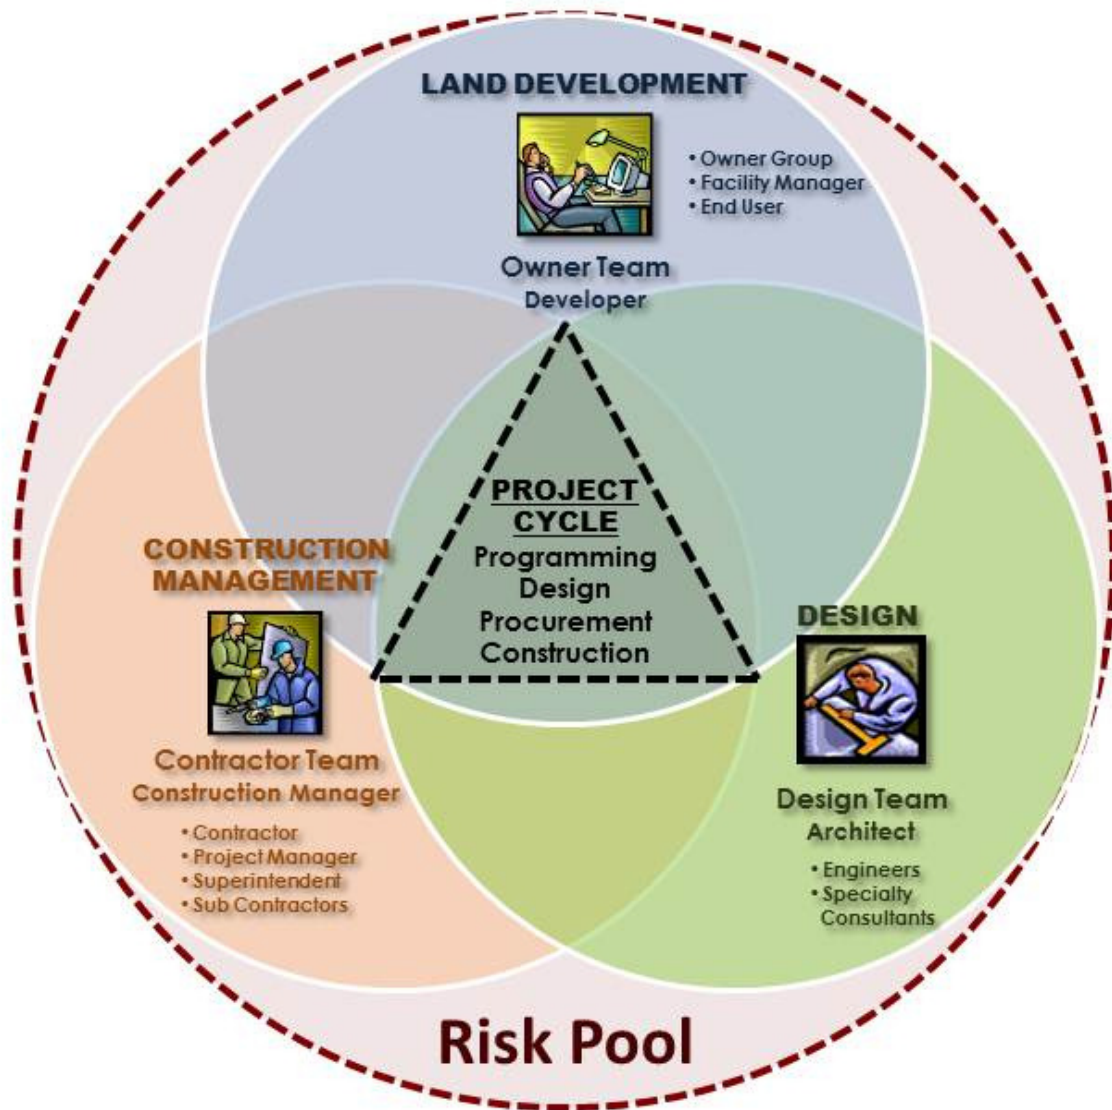 LAND DEVELOPMENT
• Owner Group
• Facility Manager
• End User
Owner Team
Developer
PROJECT
CYCLE
Programming
Design
Procurement
Construction
CONSTRUCTION
MANAGEMENT
Contractor Team
Construction Manager
• Contractor
• Project Manager
• Superintendent
• Sub Contractors
DESIGN
Design Team
Architect
• Engineers
• Specialty
Consultants
Risk Pool